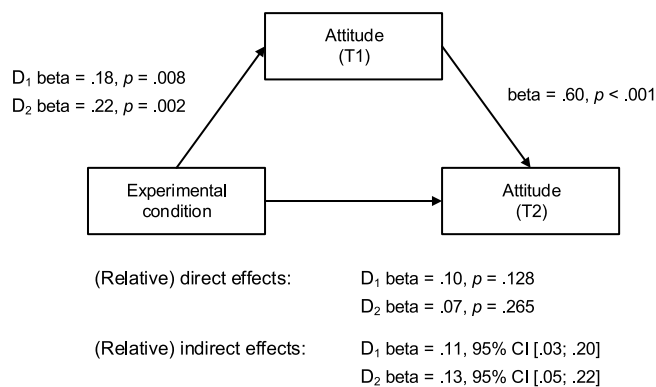 Attitude
(T1)
D₁ beta = .18, p = .008
D₂ beta = .22, p = .002
beta = .60, p < .001
Experimental
condition
Attitude
(T2)
(Relative) direct effects: D₁ beta = .10, p = .128
D₂ beta = .07, p = .265
(Relative) indirect effects: D₁ beta = .11, 95% CI [.03; .20]
D₂ beta = .13, 95% CI [.05; .22]